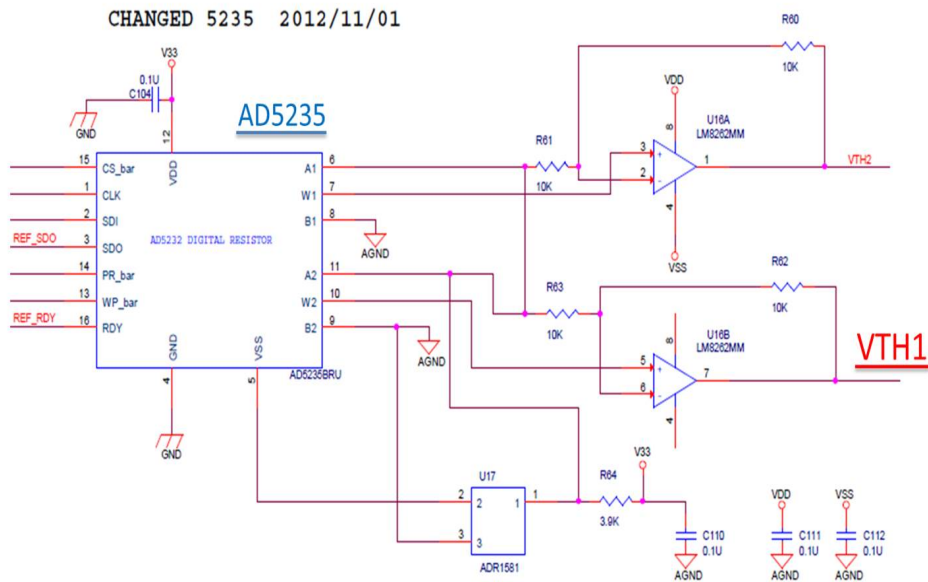 CHANGED 5235 2012/11/01
R60
10K
V33
0.1U
C104
GND
AD5235
VDD
8
U16A
LM8262MM
R61
10K
3
+
2
-
1
VTH2
4
VSS
12
VDD
15
CS_bar
A1
6
1
CLK
W1
7
2
SDI
B1
8
AGND
REF_SDO
3
SDO
AD5232 DIGITAL RESISTOR
14
PR_bar
A2
11
13
WP_bar
W2
10
REF_RDY
16
RDY
B2
9
AGND
GND
VSS
AD5235BRU
4
5
GND
R63
10K
R62
10K
8
U16B
LM8262MM
5
+
6
-
7
VTH1
4
U17
2
2
1
1
3
3
ADR1581
R64
3.9K
V33
C110
0.1U
AGND
VDD
C111
0.1U
AGND
VSS
C112
0.1U
AGND